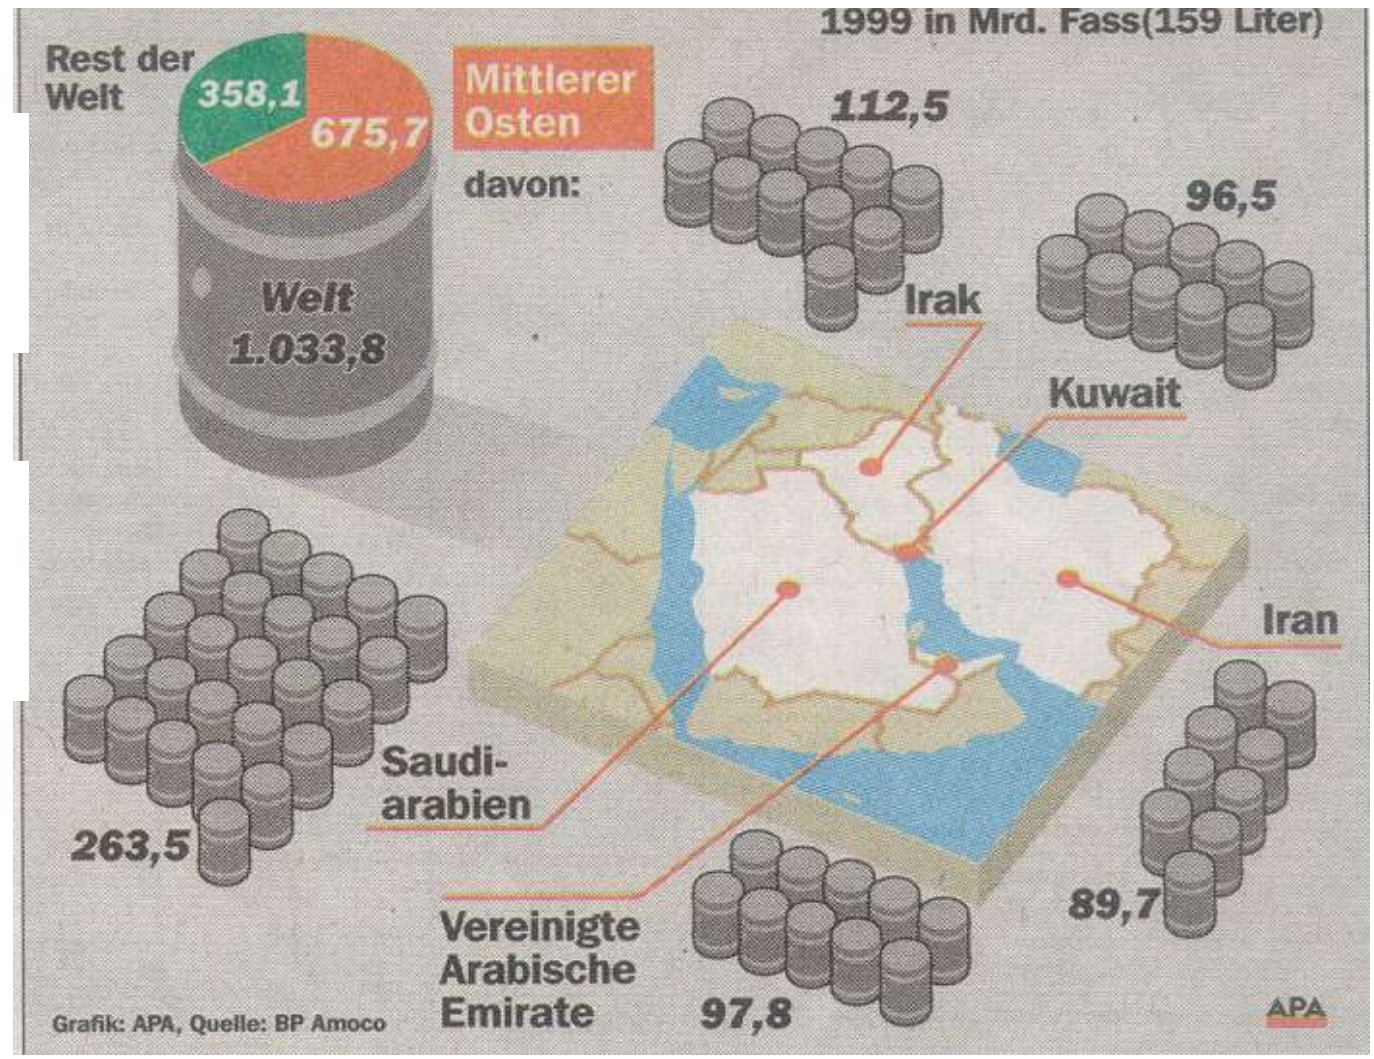 1999 in Mrd. Fass(159 Liter)
Rest der
Welt
358,1
675,7
Mittlerer
Osten
davon:
Welt
1.033,8
112,5
Irak
96,5
Kuwait
Iran
89,7
Saudi-
arabien
263,5
Vereinigte
Arabische
Emirate
97,8
Grafik: APA, Quelle: BP Amoco
APA